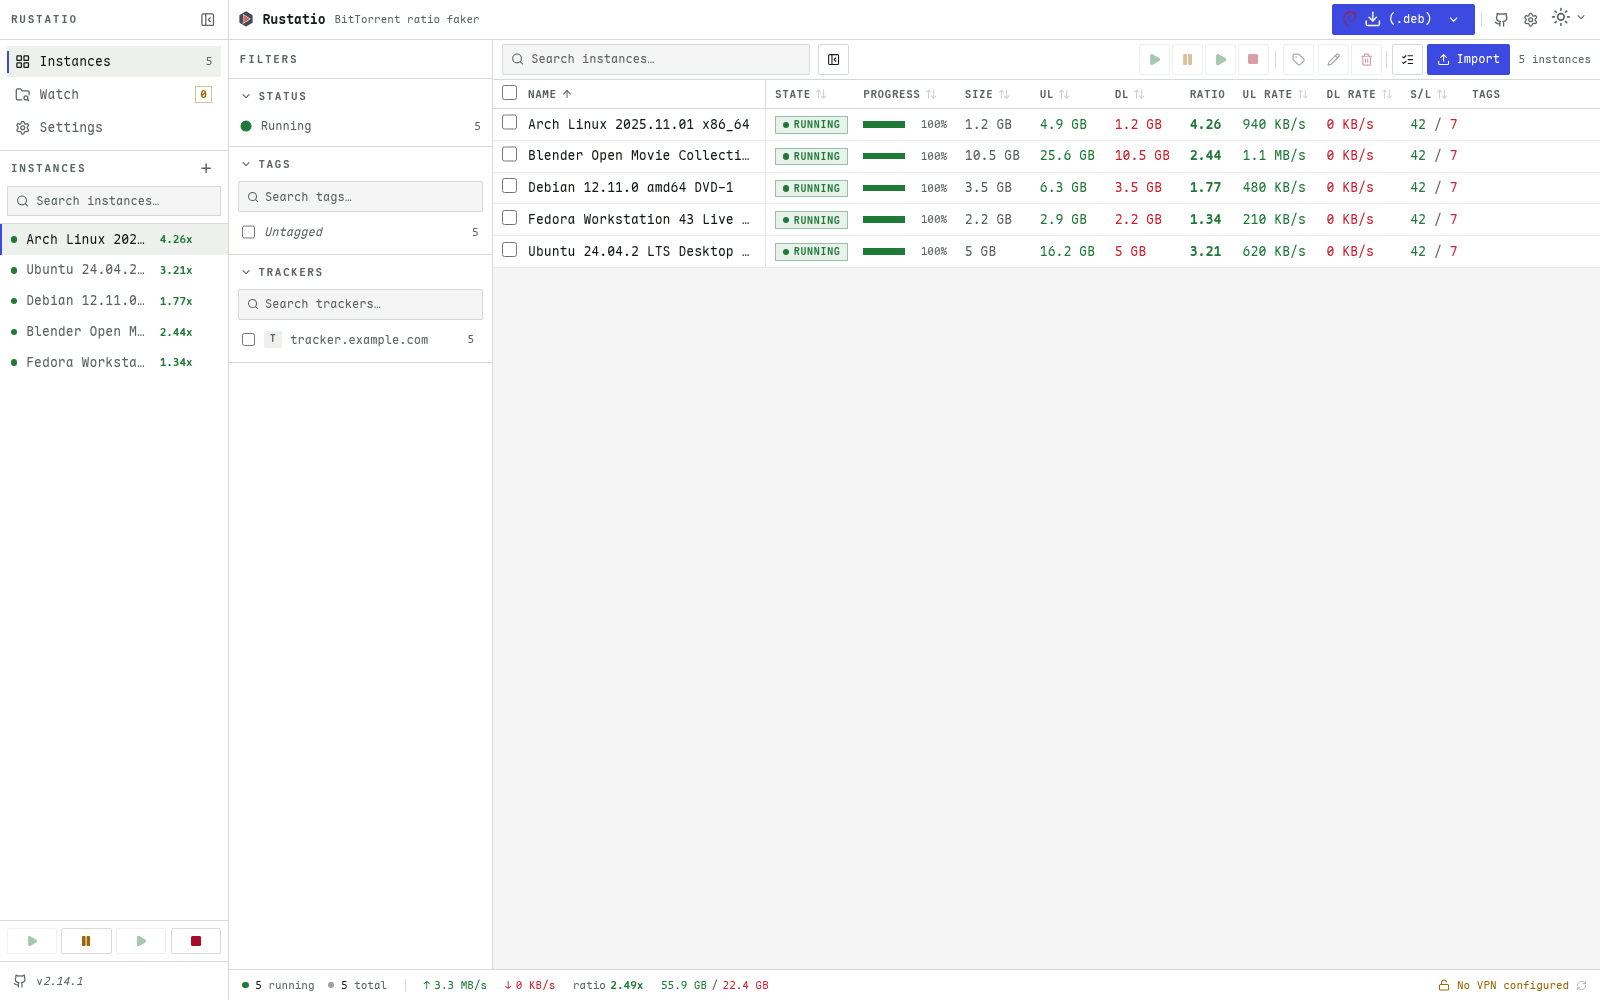 RUSTATIO
Rustatio BitTorrent ratio faker
(.deb)
Instances 5
Watch 0
Settings
INSTANCES
Search instances…
Arch Linux 202… 4.26x
Ubuntu 24.04.2… 3.21x
Debian 12.11.0… 1.77x
Blender Open M… 2.44x
Fedora Worksta… 1.34x
v2.14.1
FILTERS
STATUS
Running 5
TAGS
Search tags…
Untagged 5
TRACKERS
Search trackers…
T tracker.example.com 5
Search instances…
Import 5 instances
NAME STATE PROGRESS SIZE UL DL RATIO UL RATE DL RATE S/L TAGS
Arch Linux 2025.11.01 x86_64 RUNNING 100% 1.2 GB 4.9 GB 1.2 GB 4.26 940 KB/s 0 KB/s 42 / 7
Blender Open Movie Collecti… RUNNING 100% 10.5 GB 25.6 GB 10.5 GB 2.44 1.1 MB/s 0 KB/s 42 / 7
Debian 12.11.0 amd64 DVD-1 RUNNING 100% 3.5 GB 6.3 GB 3.5 GB 1.77 480 KB/s 0 KB/s 42 / 7
Fedora Workstation 43 Live … RUNNING 100% 2.2 GB 2.9 GB 2.2 GB 1.34 210 KB/s 0 KB/s 42 / 7
Ubuntu 24.04.2 LTS Desktop … RUNNING 100% 5 GB 16.2 GB 5 GB 3.21 620 KB/s 0 KB/s 42 / 7
5 running 5 total 3.3 MB/s 0 KB/s ratio 2.49x 55.9 GB / 22.4 GB
No VPN configured